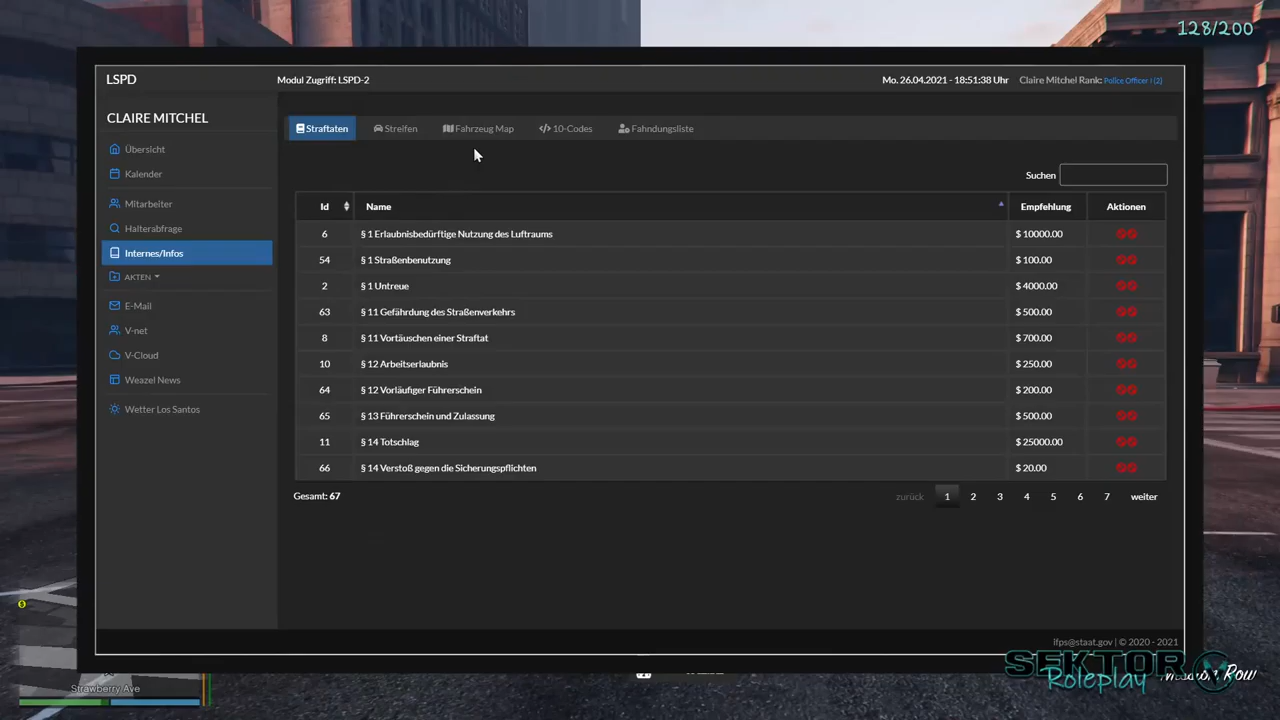 128/200
LSPD
Modul Zugriff: LSPD-2
Mo. 26.04.2021 - 18:51:38 Uhr
Claire Mitchel Rank: Police Officer I (2)
CLAIRE MITCHEL
Übersicht
Kalender
Mitarbeiter
Halterabfrage
Internes/Infos
AKTEN
E-Mail
V-net
V-Cloud
Weazel News
Wetter Los Santos
Straftaten
Streifen
Fahrzeug Map
10-Codes
Fahndungsliste
Suchen
Id Name Empfehlung Aktionen
6 § 1 Erlaubnisbedürftige Nutzung des Luftraums $ 10000.00
54 § 1 Straßenbenutzung $ 100.00
2 § 1 Untreue $ 4000.00
63 § 11 Gefährdung des Straßenverkehrs $ 500.00
8 § 11 Vortäuschen einer Straftat $ 700.00
10 § 12 Arbeitserlaubnis $ 250.00
64 § 12 Vorläufiger Führerschein $ 200.00
65 § 13 Führerschein und Zulassung $ 500.00
11 § 14 Totschlag $ 25000.00
66 § 14 Verstoß gegen die Sicherungspflichten $ 20.00
Gesamt: 67
zurück 1 2 3 4 5 6 7 weiter
ifps@staat.gov | © 2020 - 2021
SEKTOR
Roleplay
Mission Row
Strawberry Ave